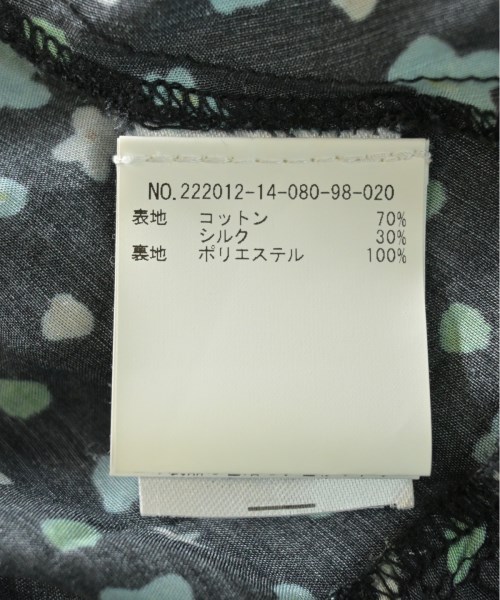 NO.222012-14-080-98-020
表地 コットン 70%
シルク 30%
裏地 ポリエステル 100%